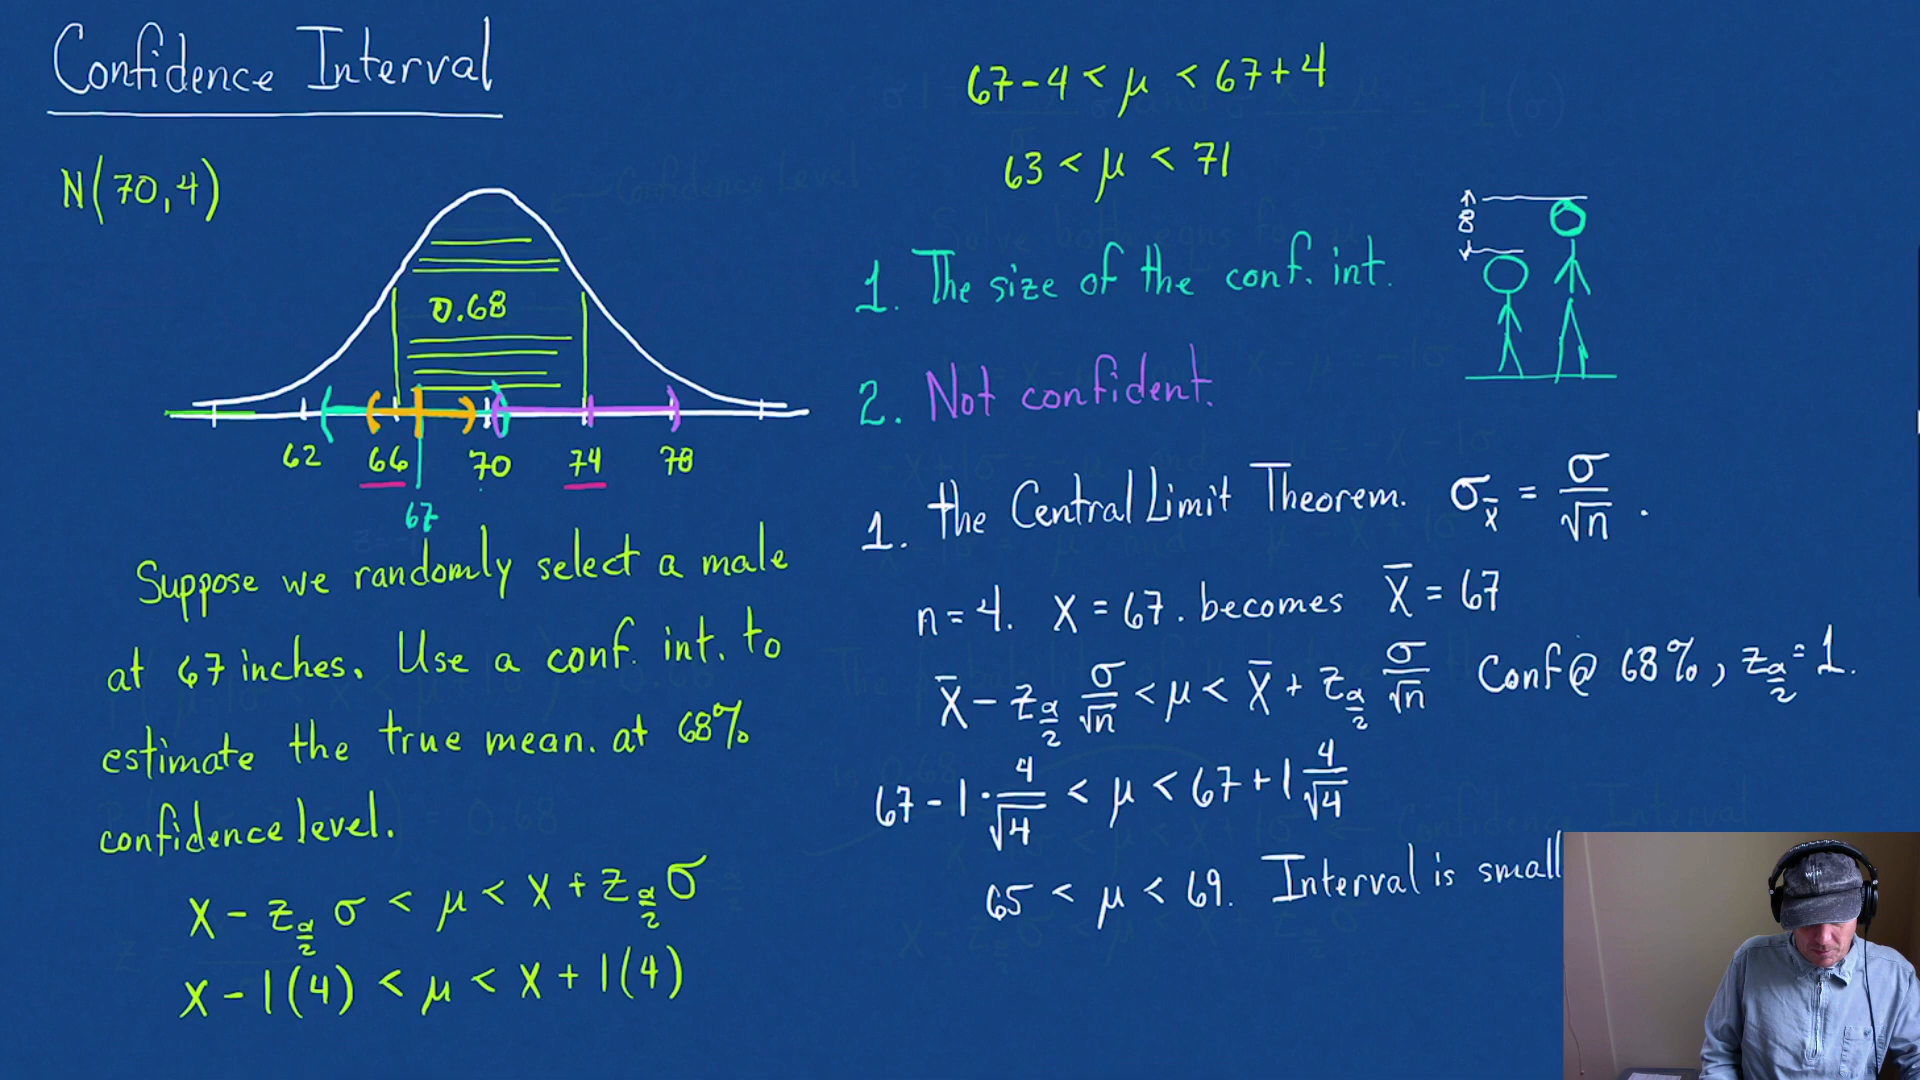 Confidence Interval
N(70,4)
0.68
62 66 70 74 78
67
Suppose we randomly select a male
at 67 inches. Use a conf. int. to
estimate the true mean. at 68%
confidence level.
X - z_{α/2} σ < μ < X + z_{α/2} σ
X - 1(4) < μ < X + 1(4)
67-4 < μ < 67+4
63 < μ < 71
1. The size of the conf. int.
8
2. Not confident.
1. the Central Limit Theorem. σ_x̄ = σ/√n .
n=4. X = 67. becomes X̄ = 67
X̄ - z_{α/2} σ/√n < μ < X̄ + z_{α/2} σ/√n Conf@ 68%, z_{α/2} = 1.
67 - 1 · 4/√4 < μ < 67 + 1 4/√4
65 < μ < 69. Interval is small